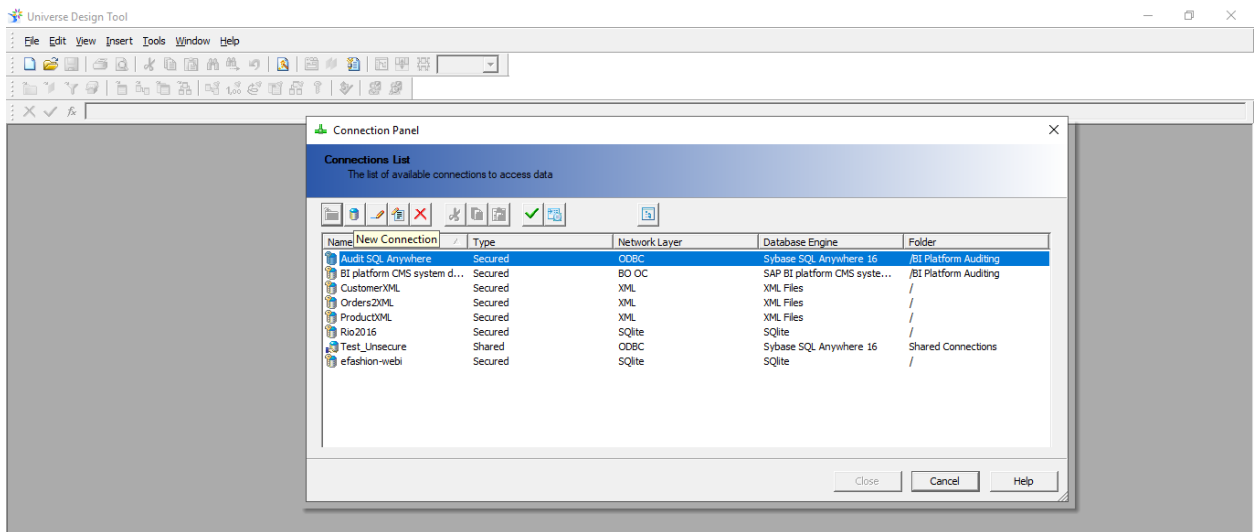 Universe Design Tool
File Edit View Insert Tools Window Help
Connection Panel
Connections List
The list of available connections to access data
New Connection
Name Type Network Layer Database Engine Folder
Audit SQL Anywhere Secured ODBC Sybase SQL Anywhere 16 /BI Platform Auditing
BI platform CMS system d... Secured BO OC SAP BI platform CMS syste... /BI Platform Auditing
CustomerXML Secured XML XML Files /
Orders2XML Secured XML XML Files /
ProductXML Secured XML XML Files /
Rio2016 Secured SQlite SQlite /
Test_Unsecure Shared ODBC Sybase SQL Anywhere 16 Shared Connections
efashion-webi Secured SQlite SQlite /
Close Cancel Help